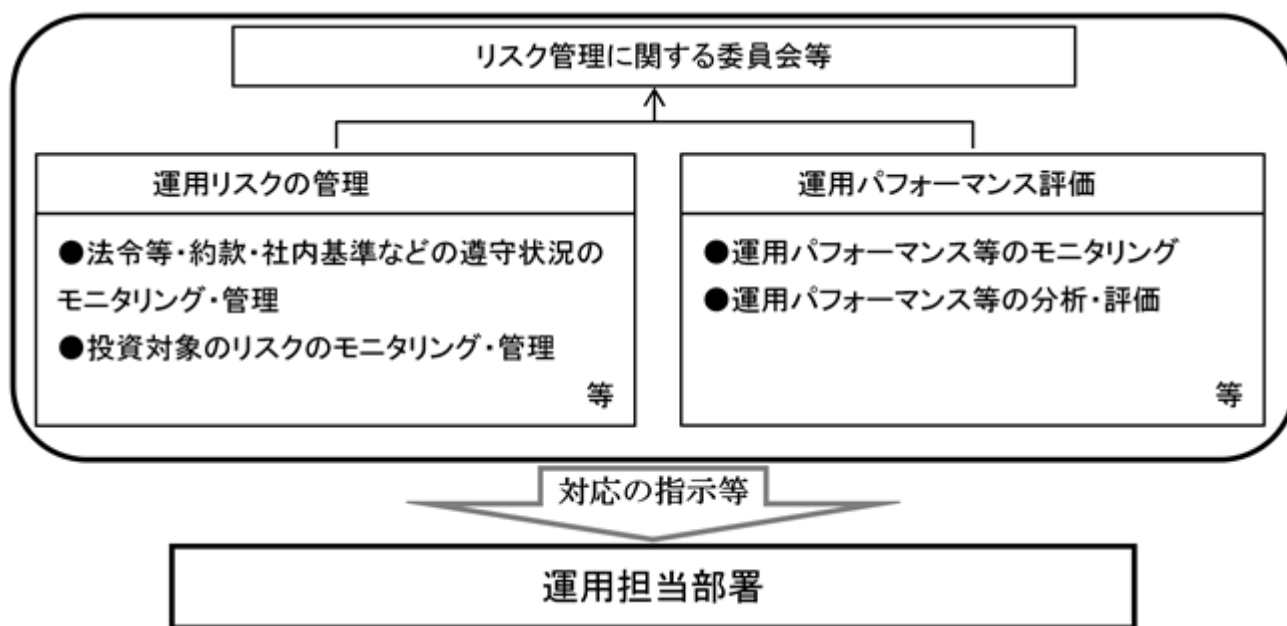 リスク管理に関する委員会等
運用リスクの管理
●法令等・約款・社内基準などの遵守状況の
モニタリング・管理
●投資対象のリスクのモニタリング・管理
等
運用パフォーマンス評価
●運用パフォーマンス等のモニタリング
●運用パフォーマンス等の分析・評価
等
対応の指示等
運用担当部署